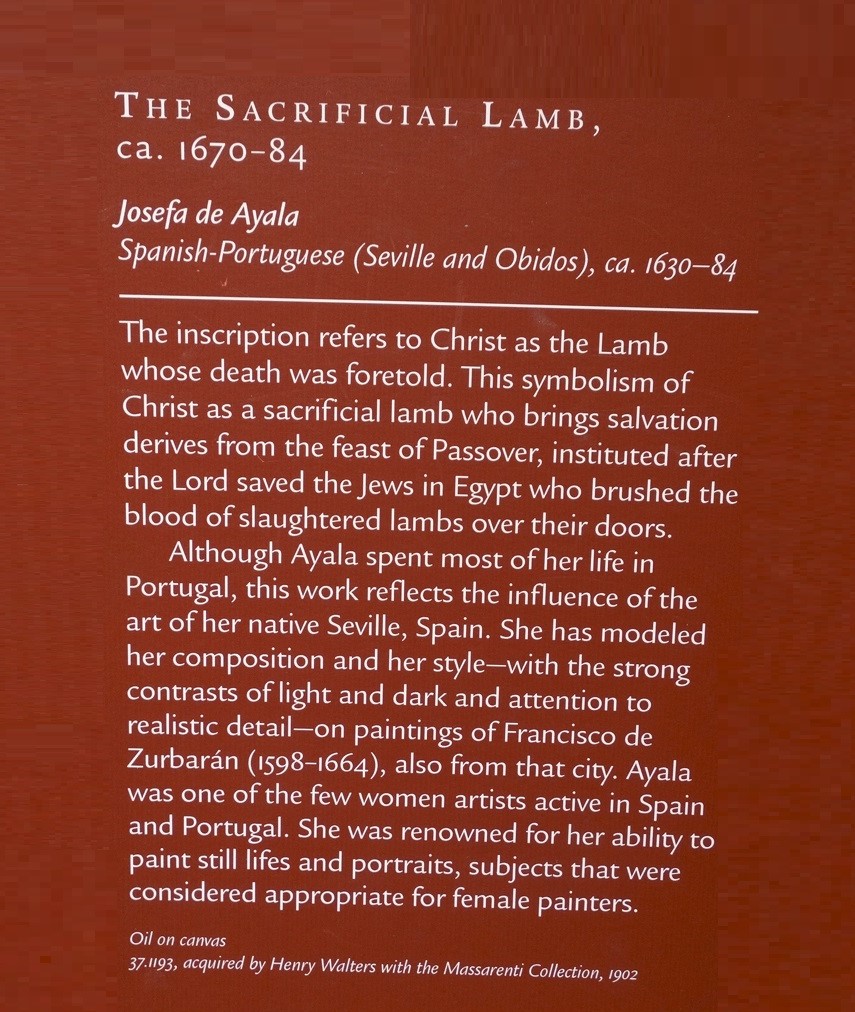 THE SACRIFICIAL LAMB,
ca. 1670–84
Josefa de Ayala
Spanish-Portuguese (Seville and Obidos), ca. 1630–84
The inscription refers to Christ as the Lamb
whose death was foretold. This symbolism of
Christ as a sacrificial lamb who brings salvation
derives from the feast of Passover, instituted after
the Lord saved the Jews in Egypt who brushed the
blood of slaughtered lambs over their doors.
Although Ayala spent most of her life in
Portugal, this work reflects the influence of the
art of her native Seville, Spain. She has modeled
her composition and her style—with the strong
contrasts of light and dark and attention to
realistic detail—on paintings of Francisco de
Zurbarán (1598–1664), also from that city. Ayala
was one of the few women artists active in Spain
and Portugal. She was renowned for her ability to
paint still lifes and portraits, subjects that were
considered appropriate for female painters.
Oil on canvas
37.1193, acquired by Henry Walters with the Massarenti Collection, 1902